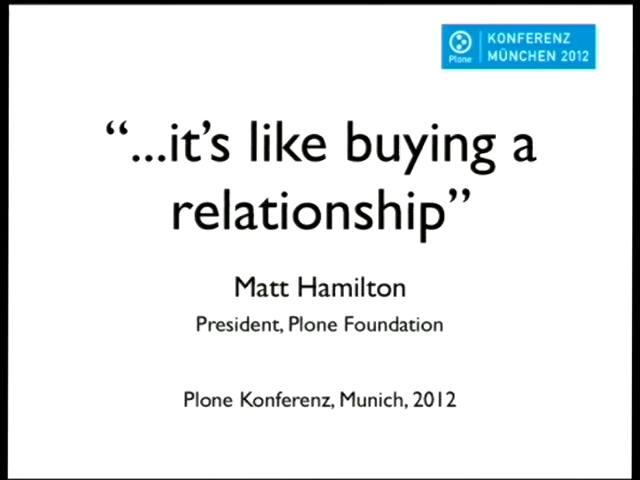 KONFERENZ
MÜNCHEN 2012
Plone
“...it’s like buying a
relationship”
Matt Hamilton
President, Plone Foundation
Plone Konferenz, Munich, 2012